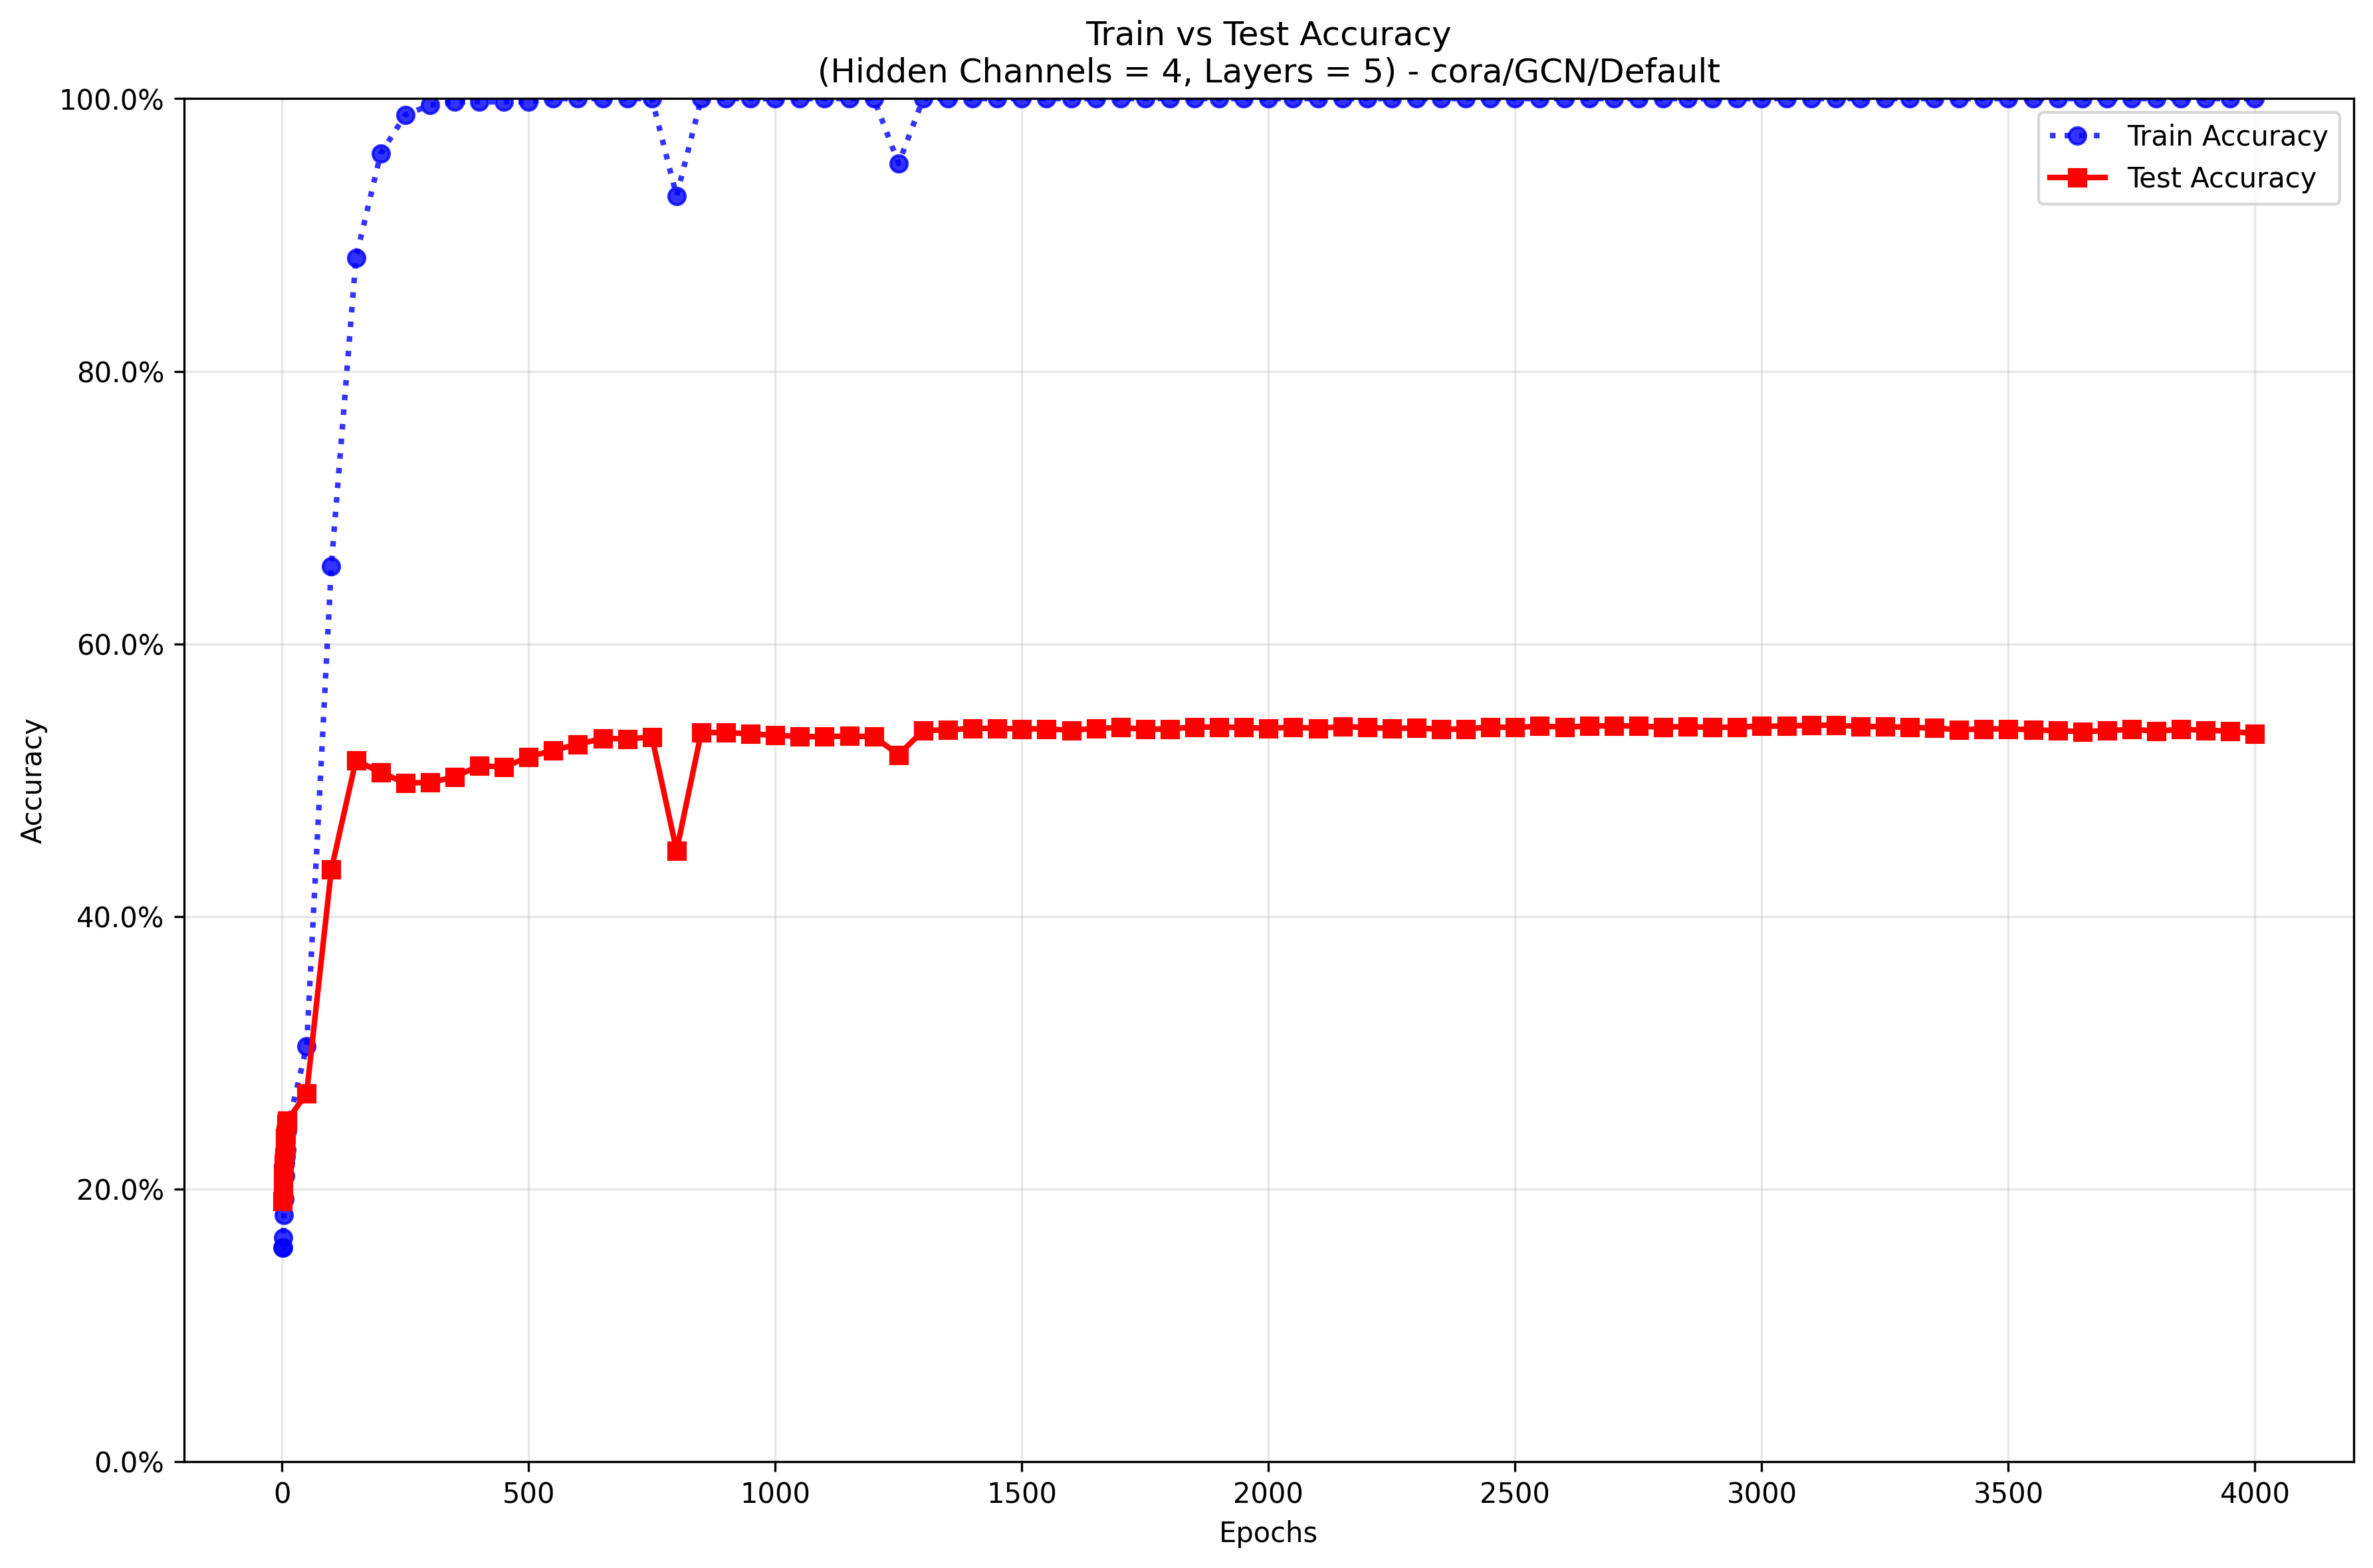 Train vs Test Accuracy
(Hidden Channels = 4, Layers = 5) - cora/GCN/Default
100.0%
80.0%
60.0%
40.0%
20.0%
0.0%
Accuracy
Train Accuracy
Test Accuracy
0
500
1000
1500
2000
2500
3000
3500
4000
Epochs